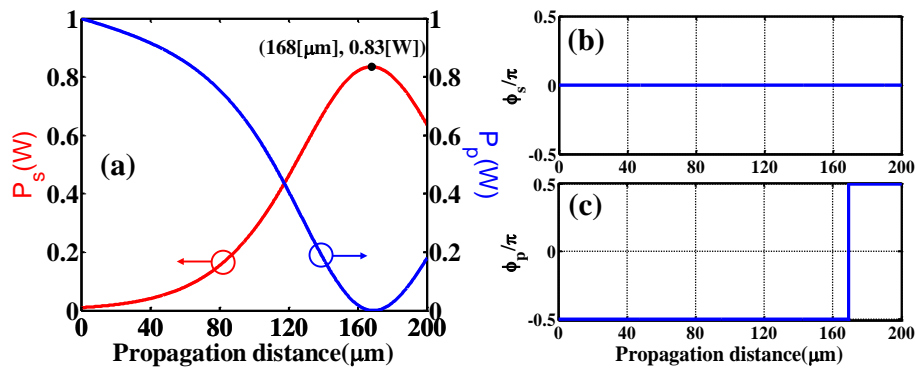 (a)
(168[μm], 0.83[W])
P_s(W)
P_p(W)
0 0.2 0.4 0.6 0.8 1
0 0.2 0.4 0.6 0.8 1
0 40 80 120 160 200
Propagation distance(μm)
(b)
ϕ_s/π
0.5
0
-0.5
0 40 80 120 160 200
(c)
ϕ_p/π
0.5
0
-0.5
0 40 80 120 160 200
Propagation distance(μm)